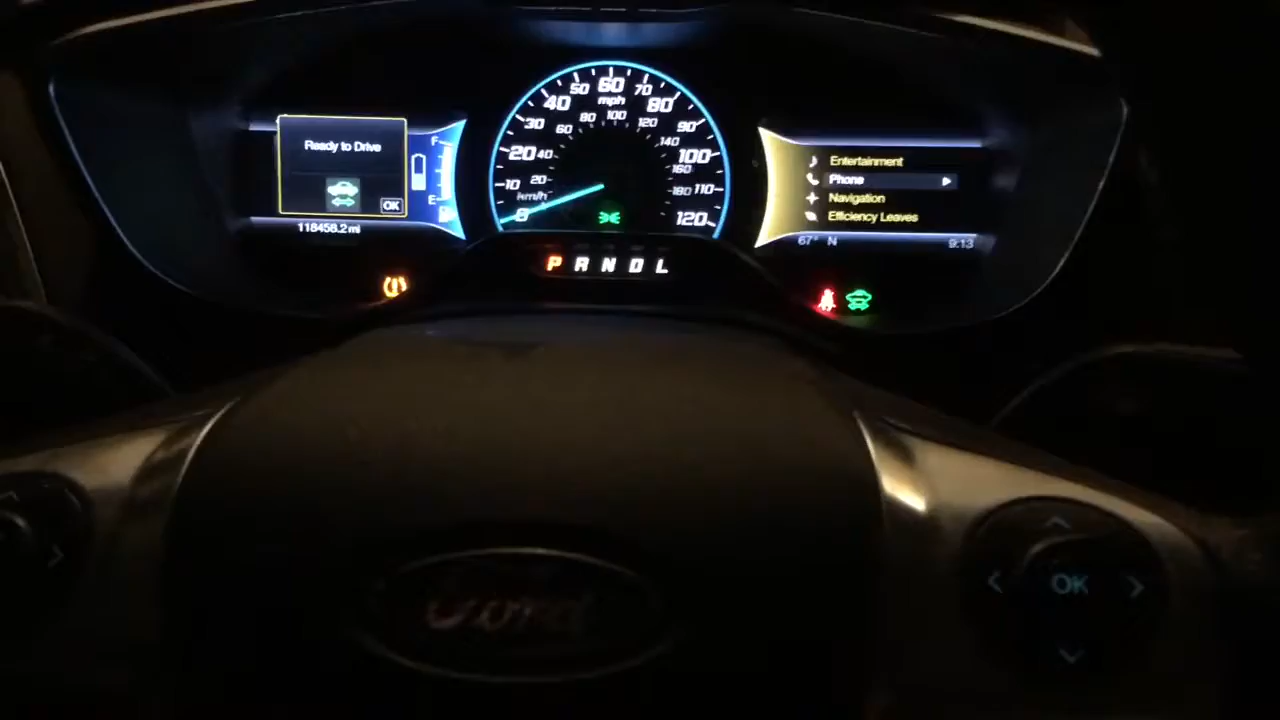 Ready to Drive
OK
118458.2 mi
F
E
0 10 20 30 40 50 60 70 80 90 100 110 120
mph
20 40 60 80 100 120 140 160 180
km/h
P R N D L
Entertainment
Phone
Navigation
Efficiency Leaves
67° N 9:13
Ford
OK